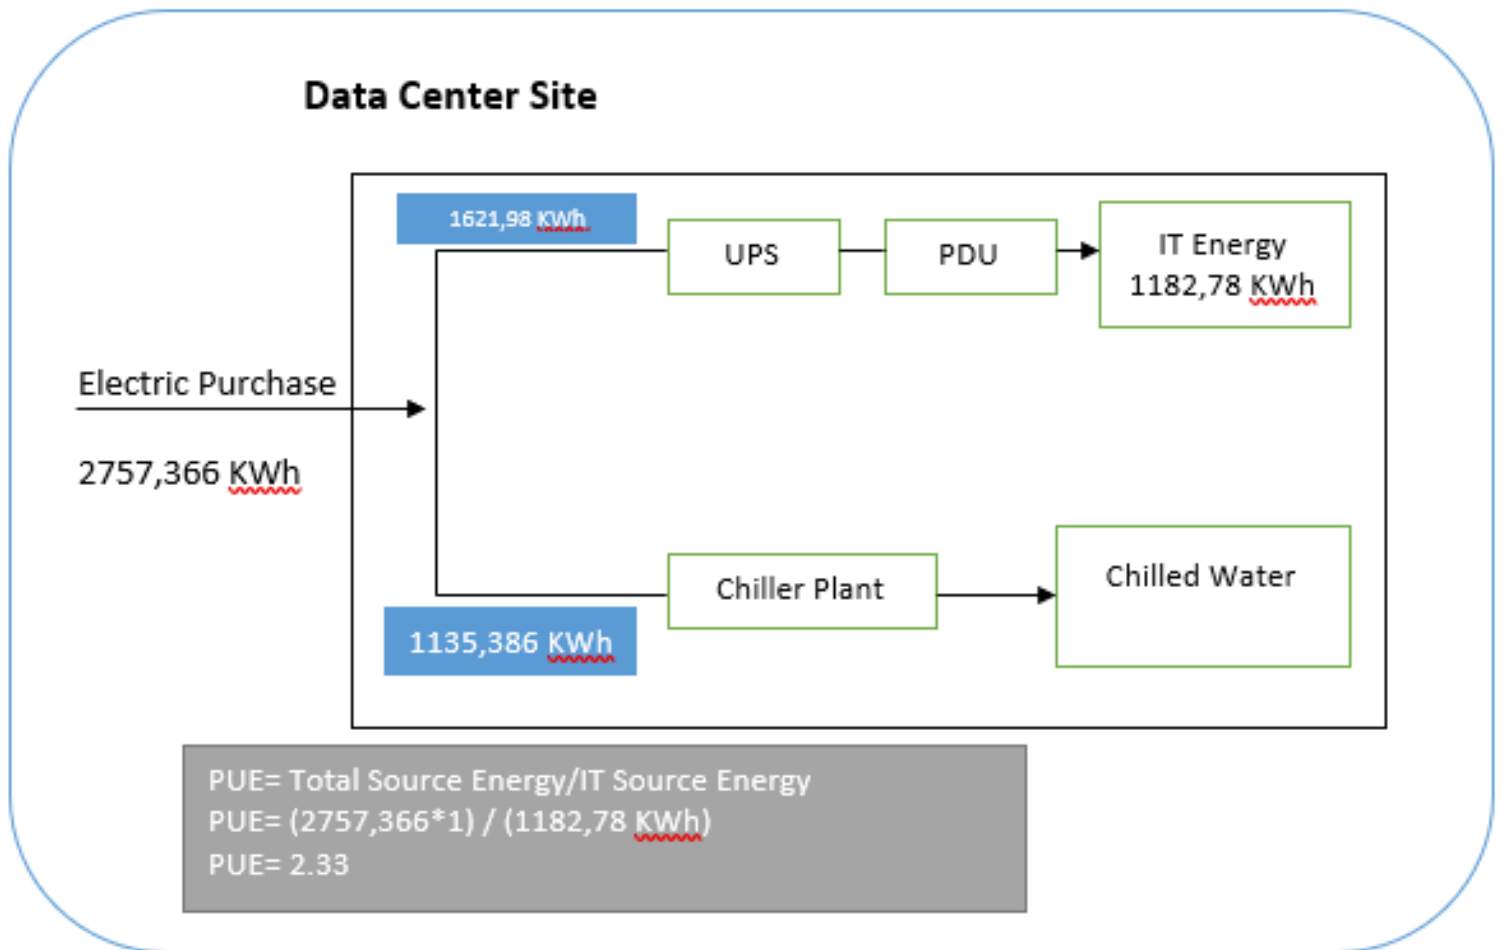 Data Center Site
1621,98 KWh
UPS
PDU
IT Energy
1182,78 KWh
Electric Purchase
2757,366 KWh
Chiller Plant
Chilled Water
1135,386 KWh
PUE= Total Source Energy/IT Source Energy
PUE= (2757,366*1) / (1182,78 KWh)
PUE= 2.33